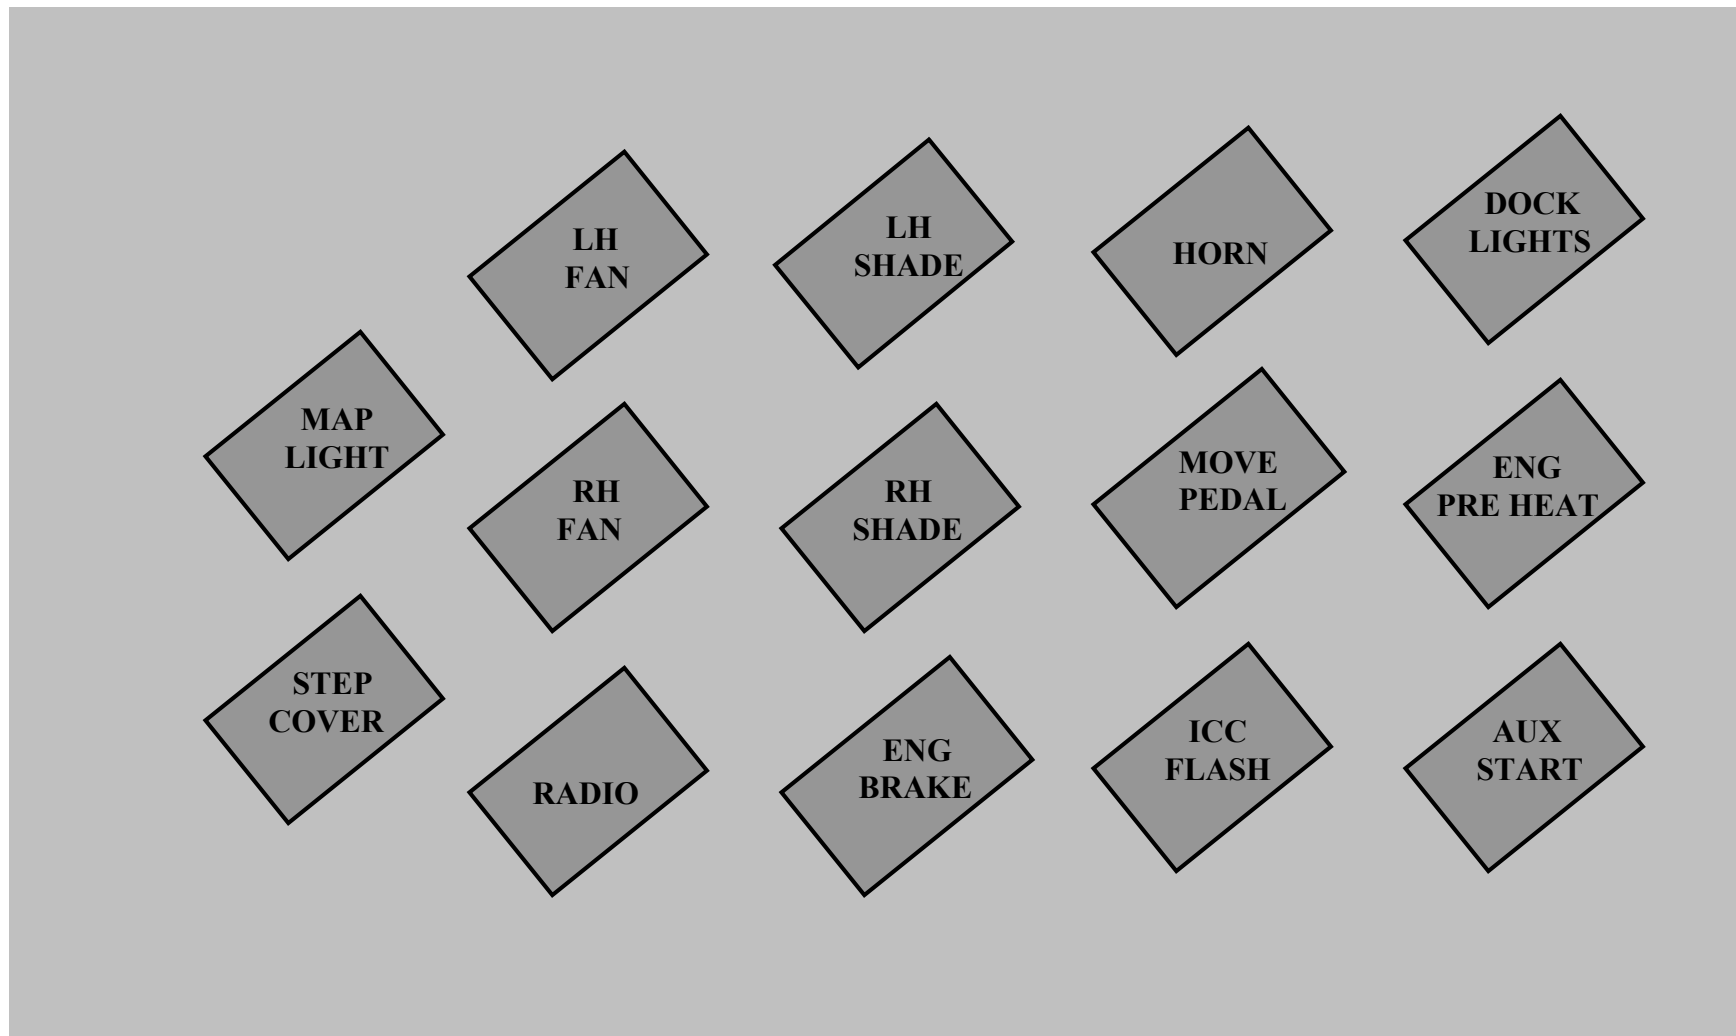 LH
FAN
LH
SHADE
HORN
DOCK
LIGHTS
MAP
LIGHT
RH
FAN
RH
SHADE
MOVE
PEDAL
ENG
PRE HEAT
STEP
COVER
RADIO
ENG
BRAKE
ICC
FLASH
AUX
START